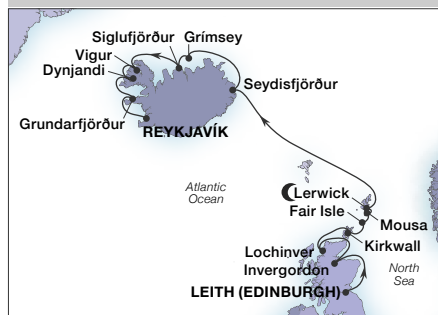 Siglufjörður
Grímsey
Vigur
Dynjandi
Seydisfjörður
Grundarfjörður
REYKJAVÍK
Atlantic
Ocean
Lerwick
Fair Isle
Mousa
Kirkwall
Lochinver
Invergordon
North
Sea
LEITH (EDINBURGH)